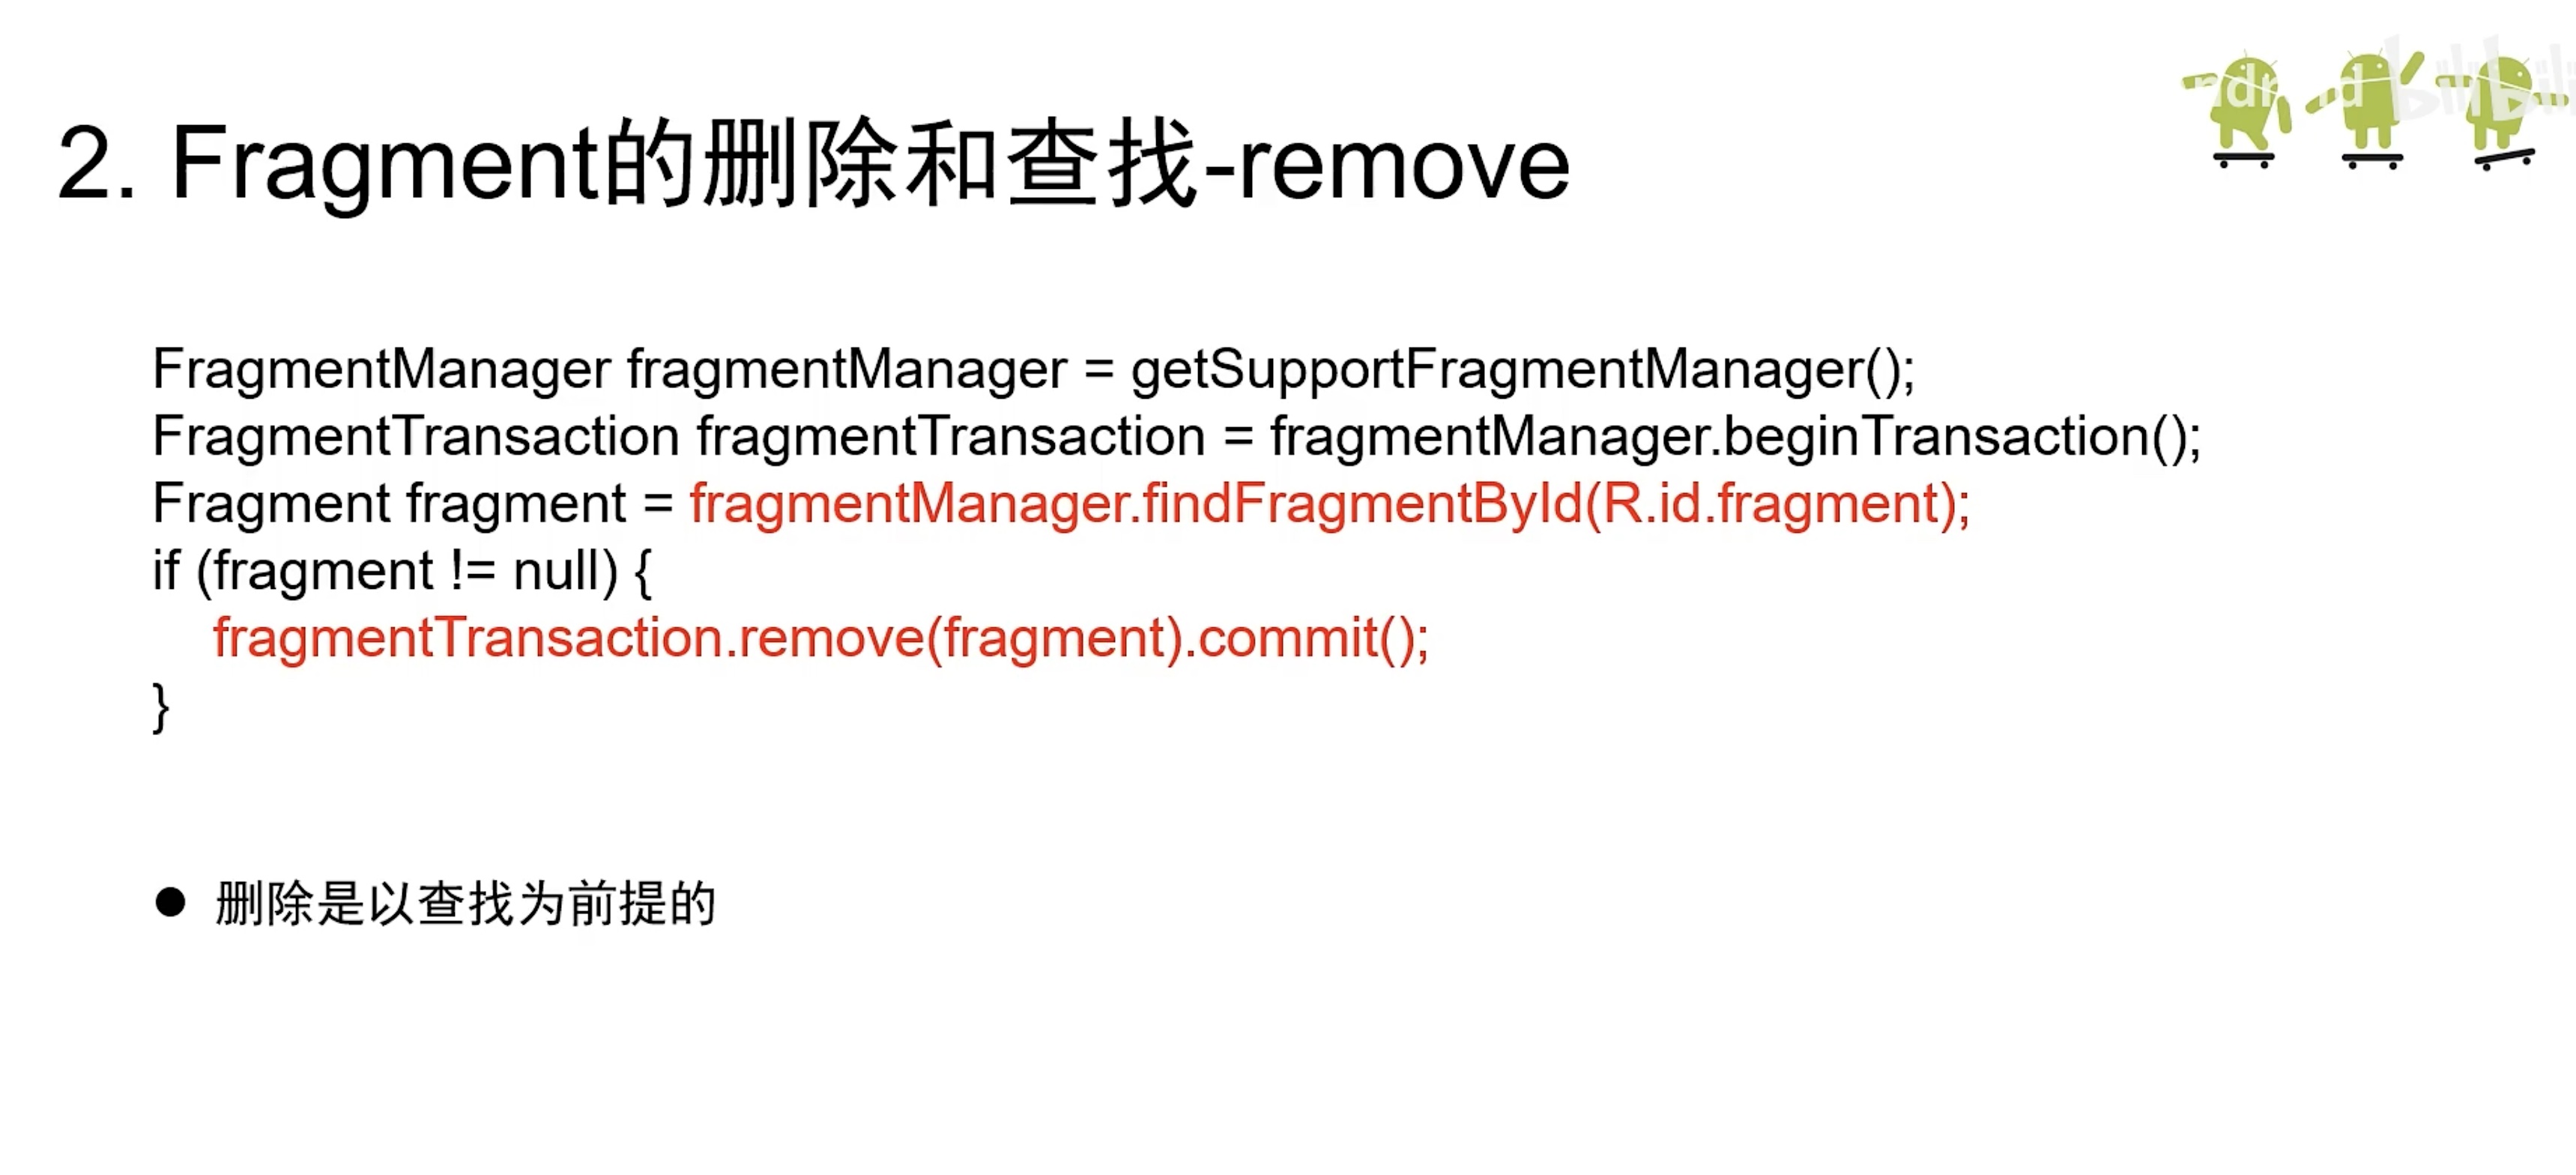 2. Fragment的删除和查找-remove
FragmentManager fragmentManager = getSupportFragmentManager();
FragmentTransaction fragmentTransaction = fragmentManager.beginTransaction();
Fragment fragment = fragmentManager.findFragmentById(R.id.fragment);
if (fragment != null) {
fragmentTransaction.remove(fragment).commit();
}
● 删除是以查找为前提的